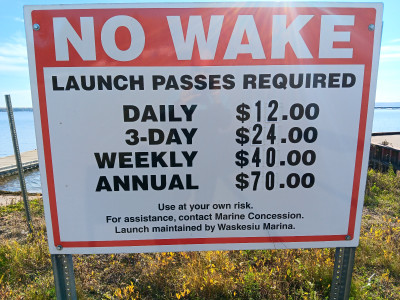 NO WAKE
LAUNCH PASSES REQUIRED
DAILY $12.00
3-DAY $24.00
WEEKLY $40.00
ANNUAL $70.00
Use at your own risk.
For assistance, contact Marine Concession.
Launch maintained by Waskesiu Marina.